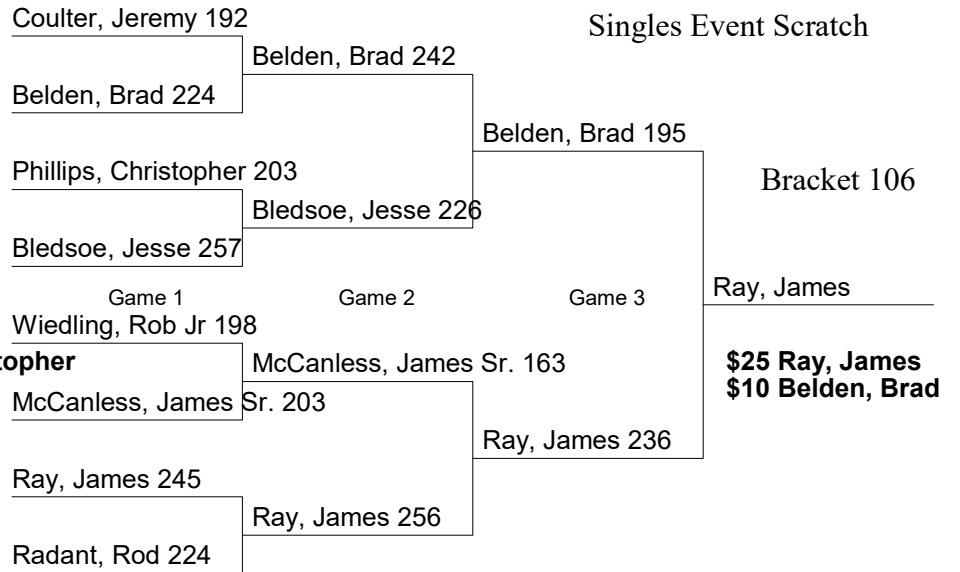 Coulter, Jeremy 192
Singles Event Scratch
Belden, Brad 242
Belden, Brad 224
Belden, Brad 195
Phillips, Christopher 203
Bracket 106
Bledsoe, Jesse 226
Bledsoe, Jesse 257
Game 1
Game 2
Game 3
Ray, James
Wiedling, Rob Jr 198
topher
McCanless, James Sr. 163
$25 Ray, James
$10 Belden, Brad
McCanless, James Sr. 203
Ray, James 236
Ray, James 245
Ray, James 256
Radant, Rod 224